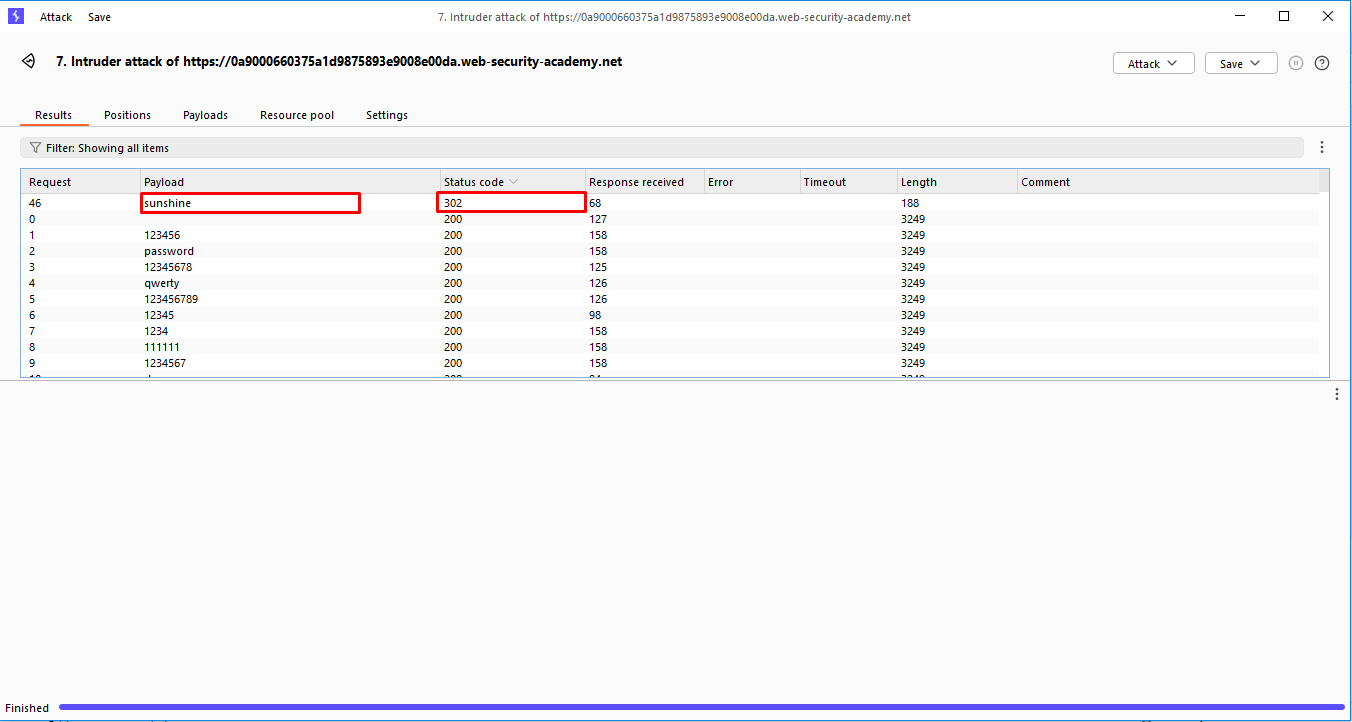 Attack Save 7. Intruder attack of https://0a9000660375a1d9875893e9008e00da.web-security-academy.net
7. Intruder attack of https://0a9000660375a1d9875893e9008e00da.web-security-academy.net Attack Save
Results Positions Payloads Resource pool Settings
Filter: Showing all items
Request Payload Status code Response received Error Timeout Length Comment
46 sunshine 302 68 188
0 200 127 3249
1 123456 200 158 3249
2 password 200 158 3249
3 12345678 200 125 3249
4 qwerty 200 126 3249
5 123456789 200 126 3249
6 12345 200 98 3249
7 1234 200 158 3249
8 111111 200 158 3249
9 1234567 200 158 3249
Finished